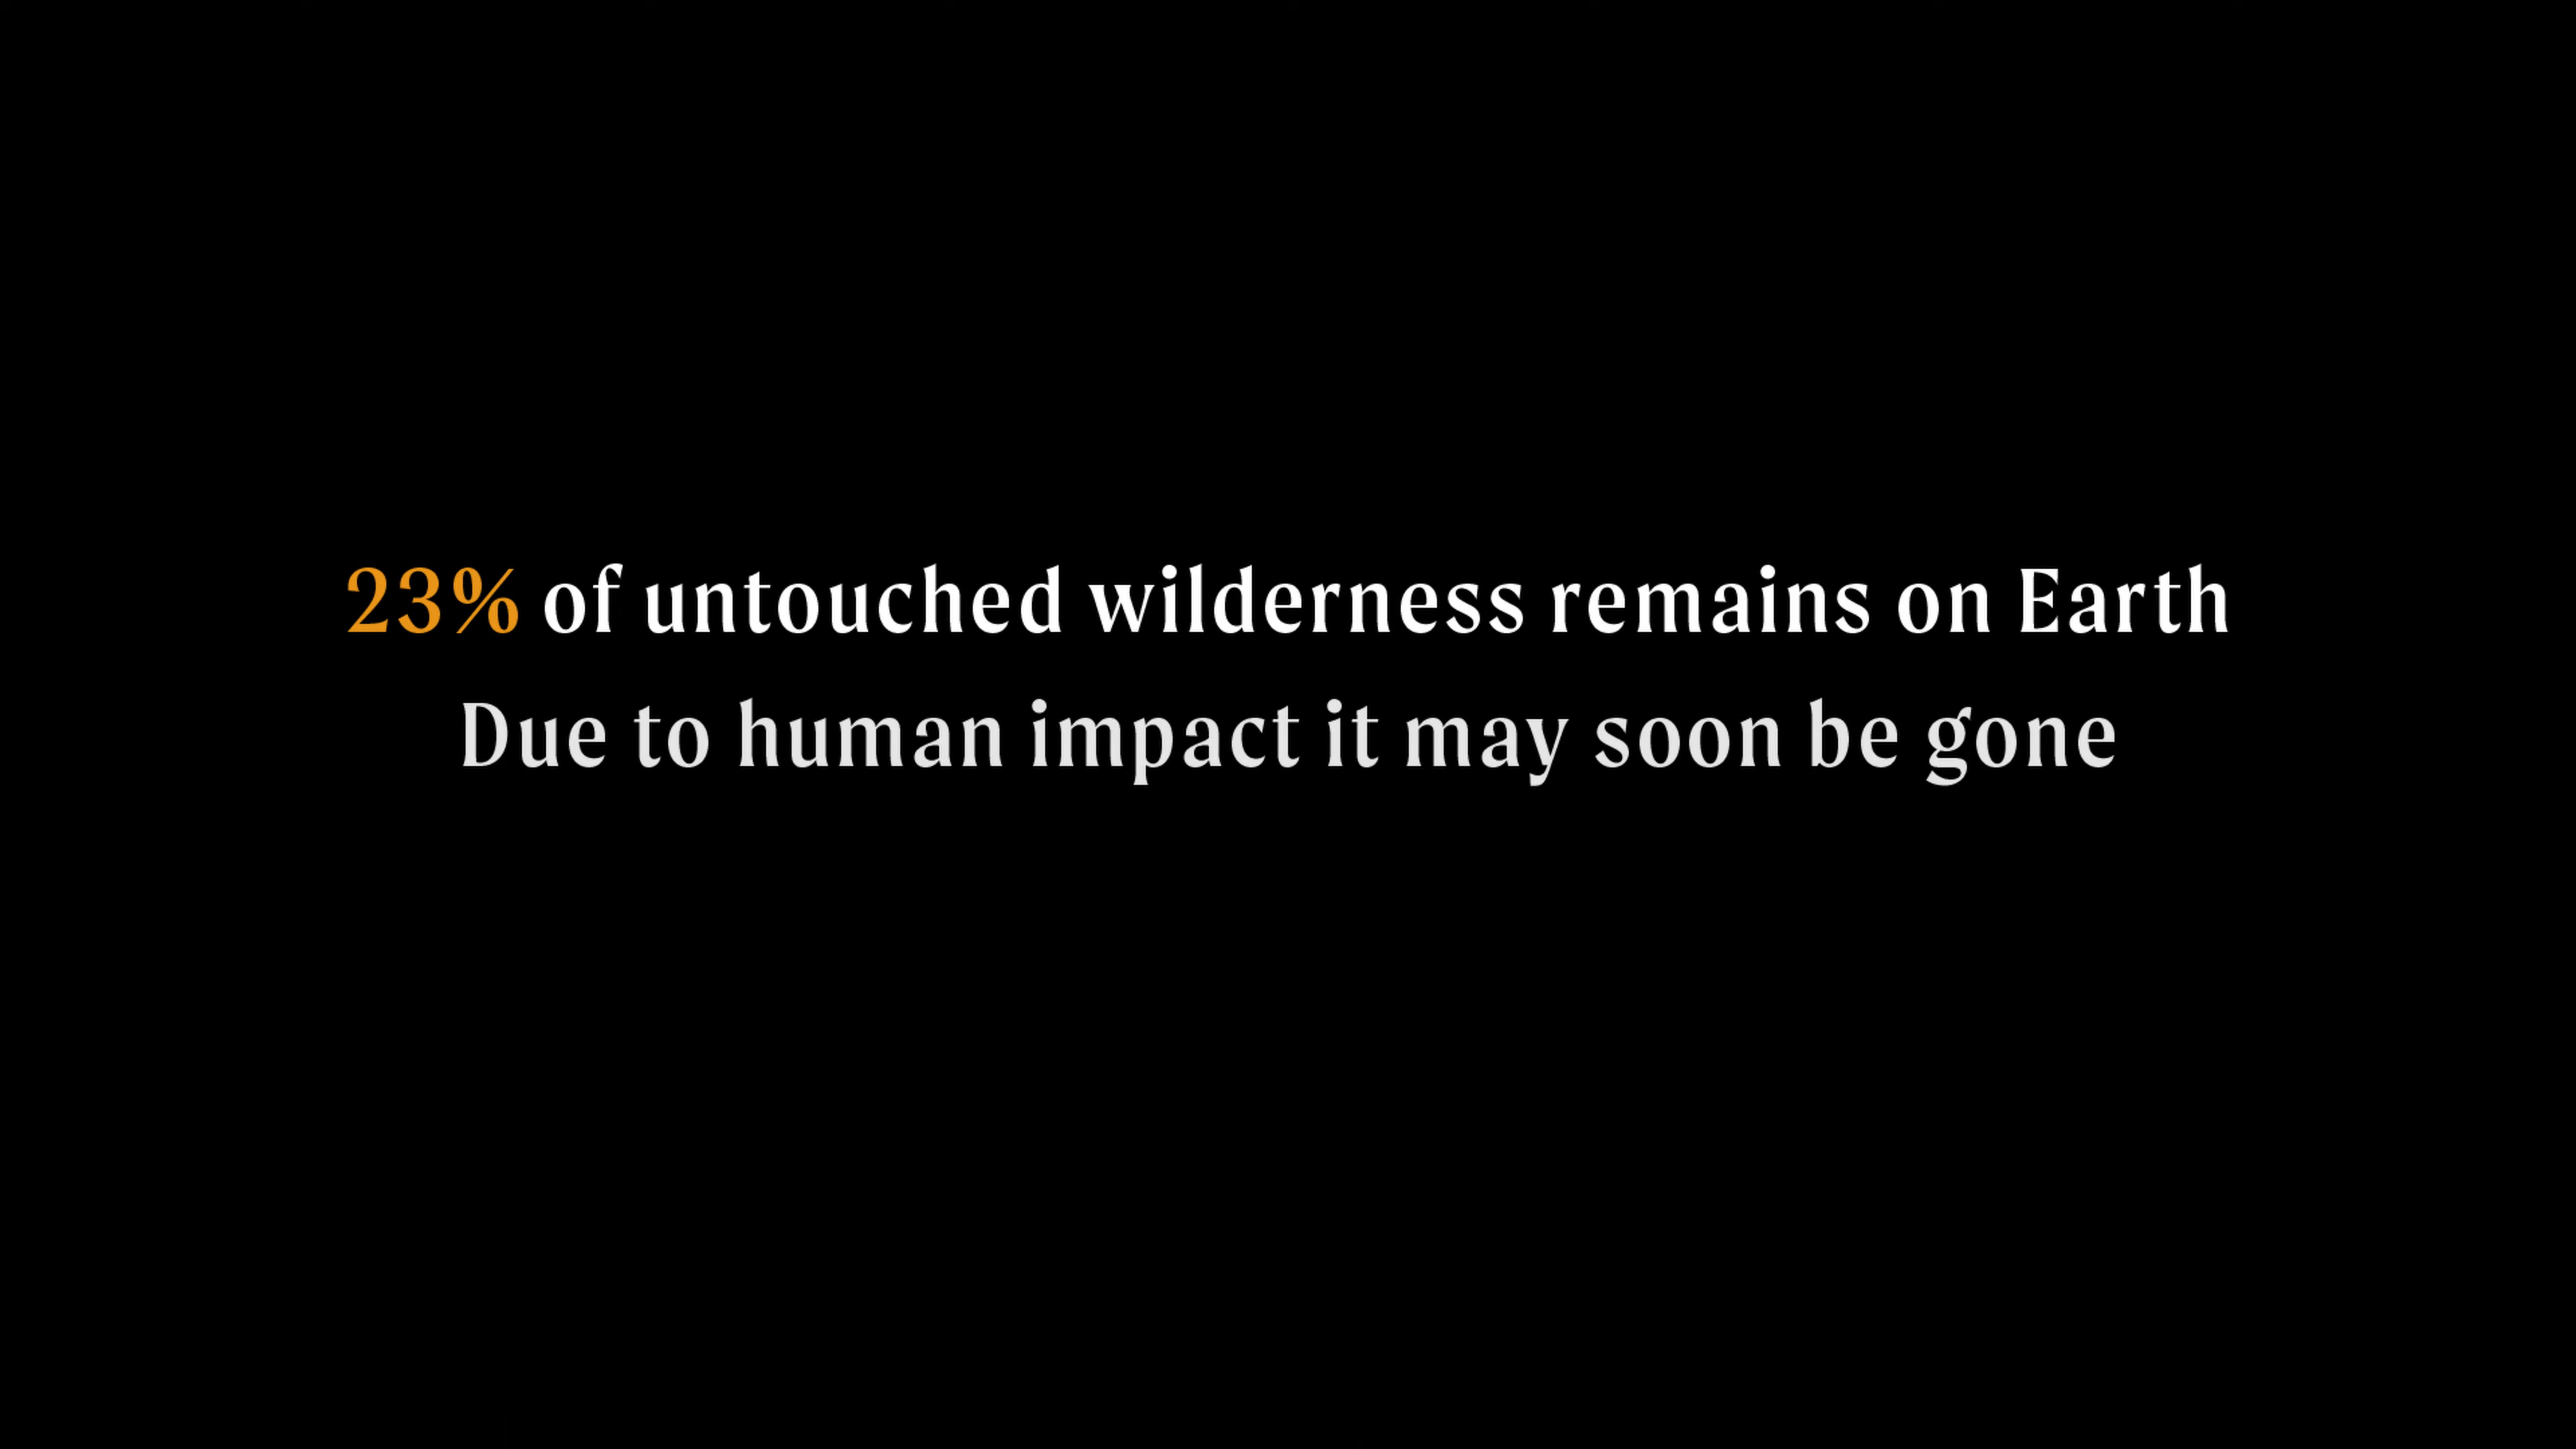 23% of untouched wilderness remains on Earth
Due to human impact it may soon be gone